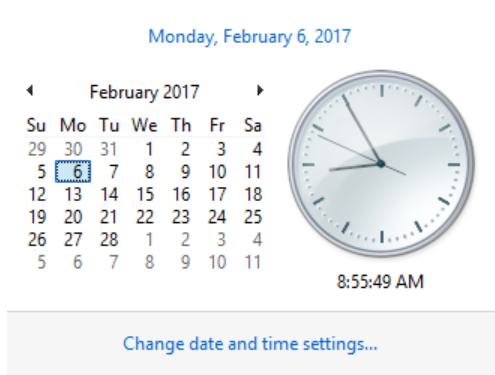 Monday, February 6, 2017
February 2017
Su Mo Tu We Th Fr Sa
29 30 31 1 2 3 4
5 6 7 8 9 10 11
12 13 14 15 16 17 18
19 20 21 22 23 24 25
26 27 28 1 2 3 4
5 6 7 8 9 10 11
8:55:49 AM
Change date and time settings...